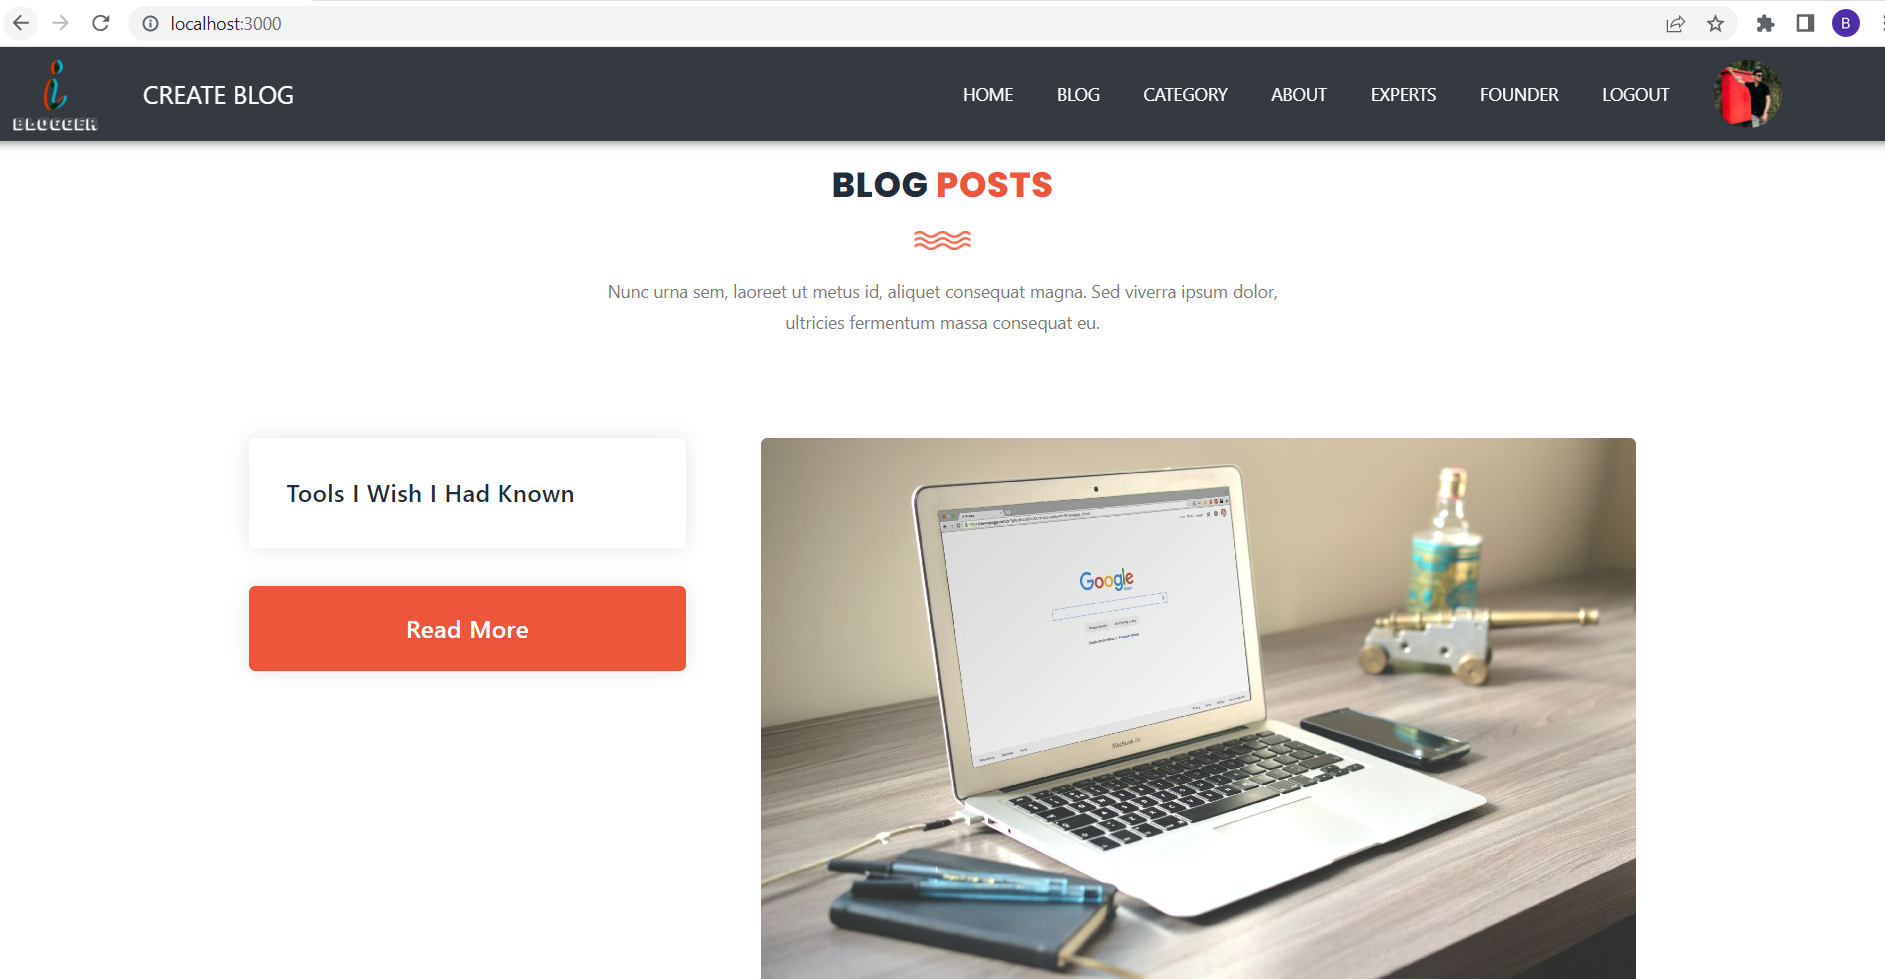 localhost:3000
B
i
BLOGGER
CREATE BLOG
HOME BLOG CATEGORY ABOUT EXPERTS FOUNDER LOGOUT
BLOG POSTS
Nunc urna sem, laoreet ut metus id, aliquet consequat magna. Sed viverra ipsum dolor,
ultricies fermentum massa consequat eu.
Tools I Wish I Had Known
Read More
Google
MacBook Air